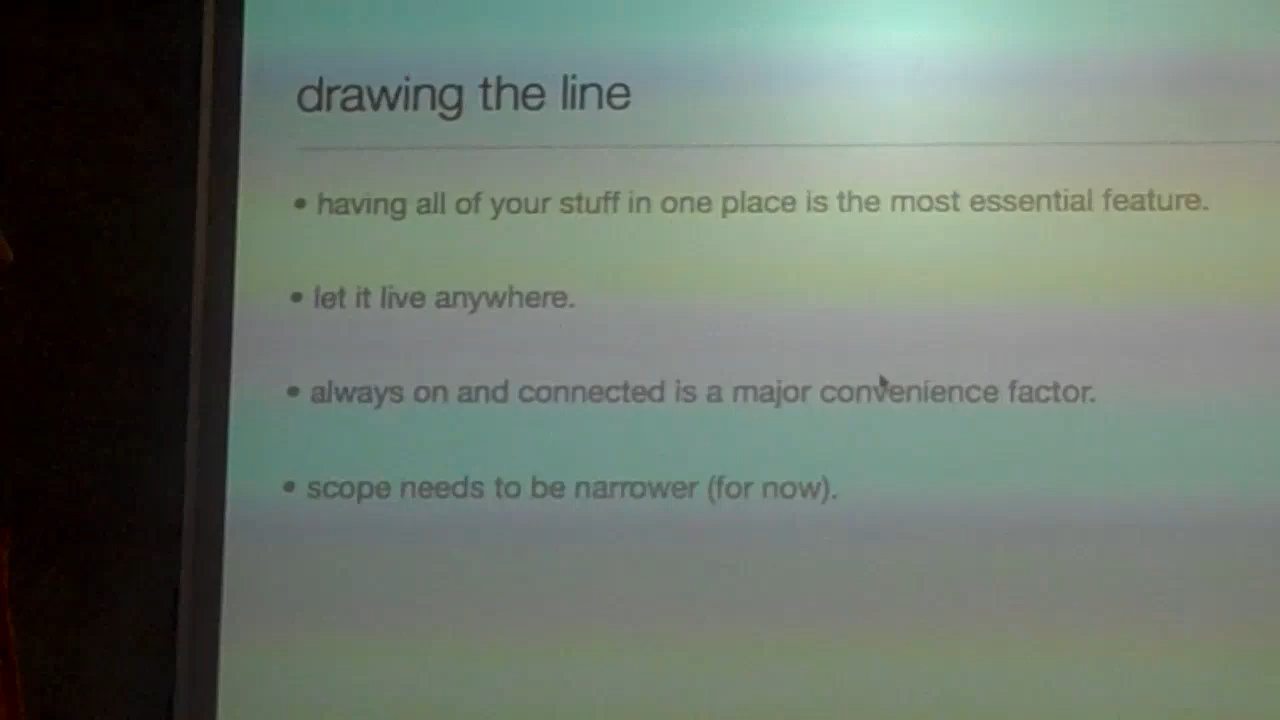 drawing the line
• having all of your stuff in one place is the most essential feature.
• let it live anywhere.
• always on and connected is a major convenience factor.
• scope needs to be narrower (for now).